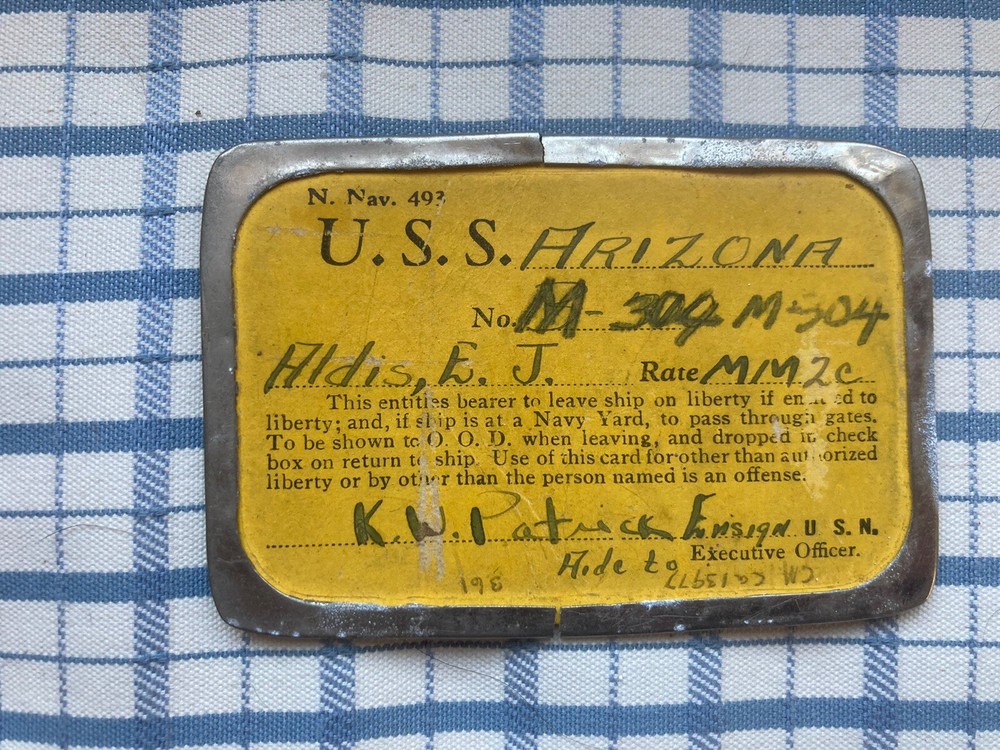 N. Nav. 493
U. S. S. ARIZONA
No. M-304 M-304
Aldis, E. J. Rate MM2c
This entitles bearer to leave ship on liberty if entitled to
liberty; and, if ship is at a Navy Yard, to pass through gates.
To be shown to O. O. D. when leaving, and dropped in check
box on return to ship. Use of this card for other than authorized
liberty or by other than the person named is an offense.
K. W. Patrick Ensign U S. N.
Aide to Executive Officer.
361